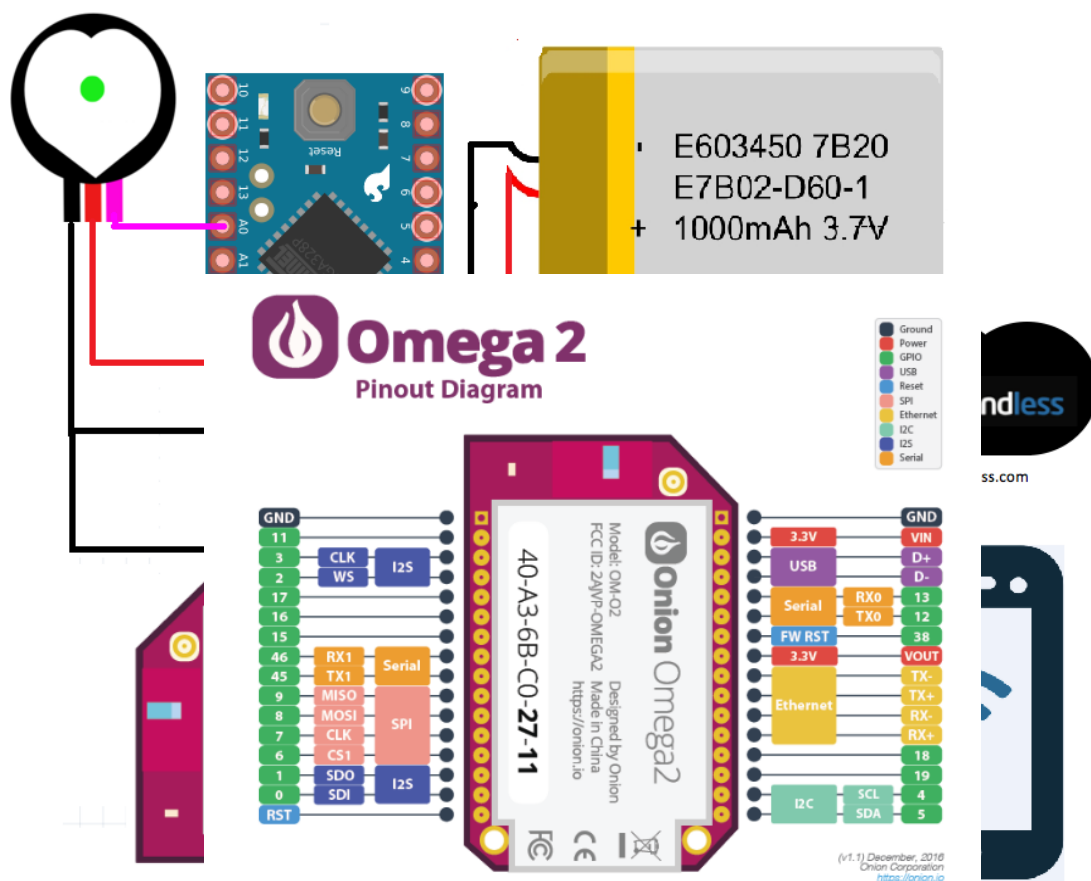 E603450 7B20
E7B02-D60-1
1000mAh 3.7V
-
+
10
11
12
13
A0
A1
Reset
9
8
7
6
5
4
Omega 2
Pinout Diagram
Ground
Power
GPIO
USB
Reset
SPI
Ethernet
I2C
I2S
Serial
ndless
ss.com
GND
11
3 CLK I2S
2 WS
17
16
15
46 RX1 Serial
45 TX1
9 MISO SPI
8 MOSI
7 CLK
6 CS1
1 SDO I2S
0 SDI
RST
40-A3-6B-C0-27-11
Model: OM-O2
FCC ID: 2AJVP-OMEGA2
Onion Omega2
Designed by Onion
Made in China
https://onion.io
FC CE
GND
3.3V VIN
USB D+
D-
Serial RX0 13
TX0 12
FW RST 38
3.3V VOUT
Ethernet TX-
TX+
RX-
RX+
18
19
I2C SCL 4
SDA 5
(v1.1) December, 2016
Onion Corporation
https://onion.io